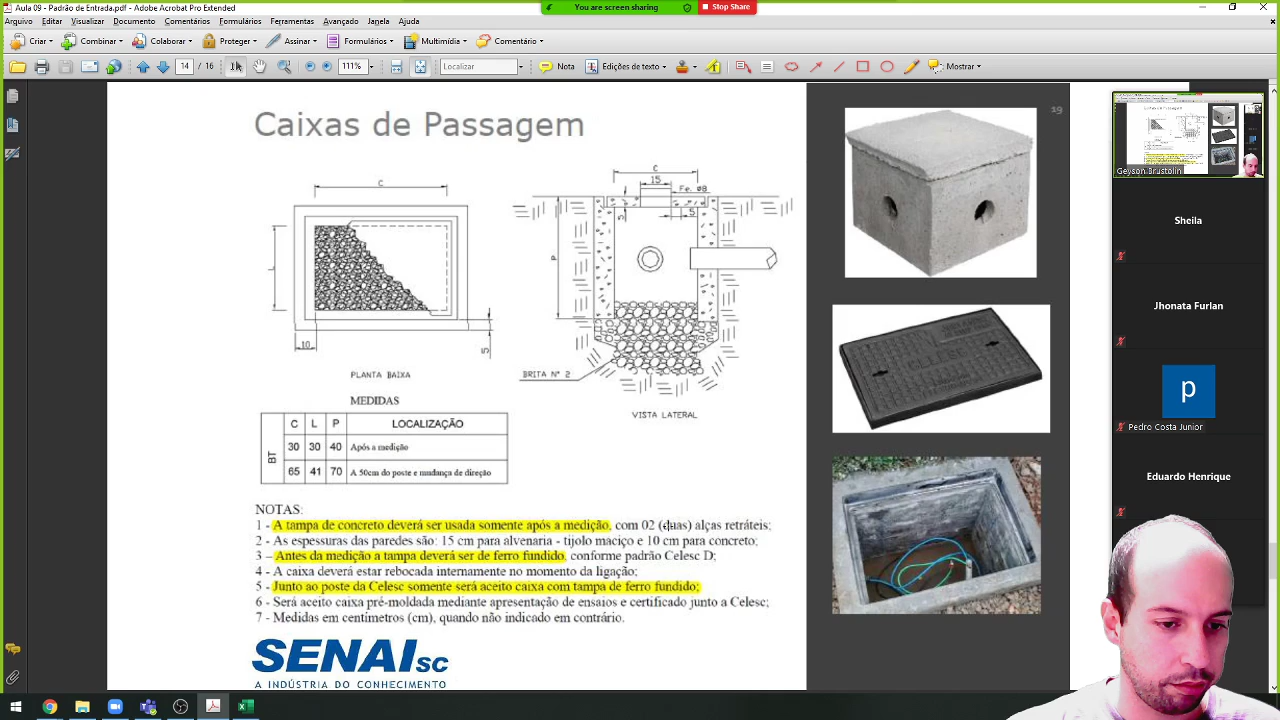 Aula 09 - Padrão de Entrada.pdf - Adobe Acrobat Pro Extended
You are screen sharing
Stop Share
Arquivo Editar Visualizar Documento Comentários Formulários Ferramentas Avançado Janela Ajuda
Criar Combinar Colaborar Proteger Assinar Formulários Multimídia Comentário
14 / 16 111% Localizar Nota Edições de texto Mostrar
Caixas de Passagem
19
C
L
10
5
PLANTA BAIXA
C
15
Fe. Ø8
5
5
P
BRITA N° 2
VISTA LATERAL
MEDIDAS
C L P LOCALIZAÇÃO
BT
30 30 40 Após a medição
65 41 70 A 50cm do poste e mudança de direção
NOTAS:
1 - A tampa de concreto deverá ser usada somente após a medição, com 02 (duas) alças retráteis;
2 - As espessuras das paredes são: 15 cm para alvenaria - tijolo maciço e 10 cm para concreto;
3 – Antes da medição a tampa deverá ser de ferro fundido, conforme padrão Celesc D;
4 - A caixa deverá estar rebocada internamente no momento da ligação;
5 - Junto ao poste da Celesc somente será aceito caixa com tampa de ferro fundido;
6 - Será aceito caixa pré-moldada mediante apresentação de ensaios e certificado junto a Celesc;
7 - Medidas em centímetros (cm), quando não indicado em contrário.
SENAI SC
A INDÚSTRIA DO CONHECIMENTO
Geyson Brustolin
Sheila
Jhonata Furlan
p
Pedro Costa Junior
Eduardo Henrique